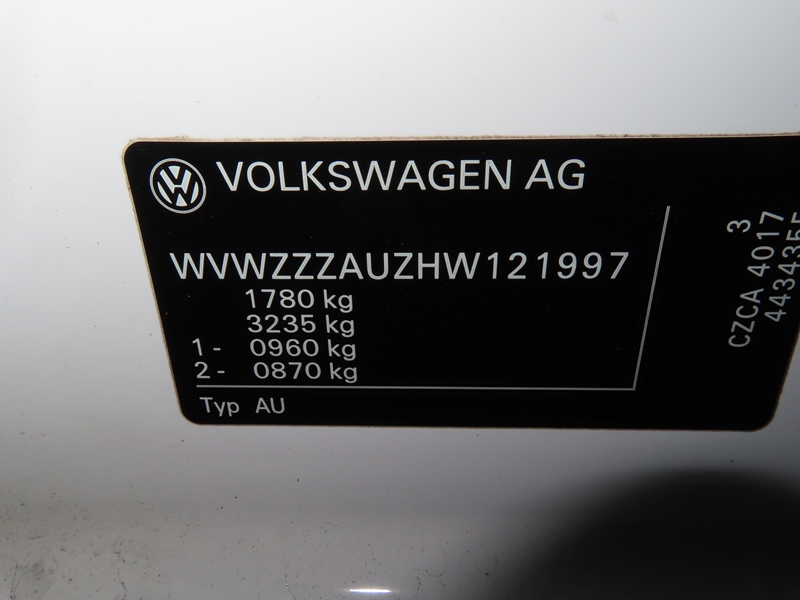 VOLKSWAGEN AG
WVWZZZAUZHW121997
1780 kg
3235 kg
1- 0960 kg
2- 0870 kg
Typ AU
3
CZCA 4017